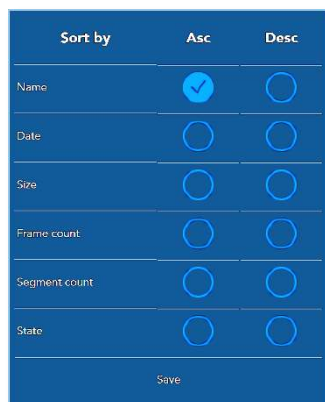 Sort by Asc Desc
Name
Date
Size
Frame count
Segment count
State
Save